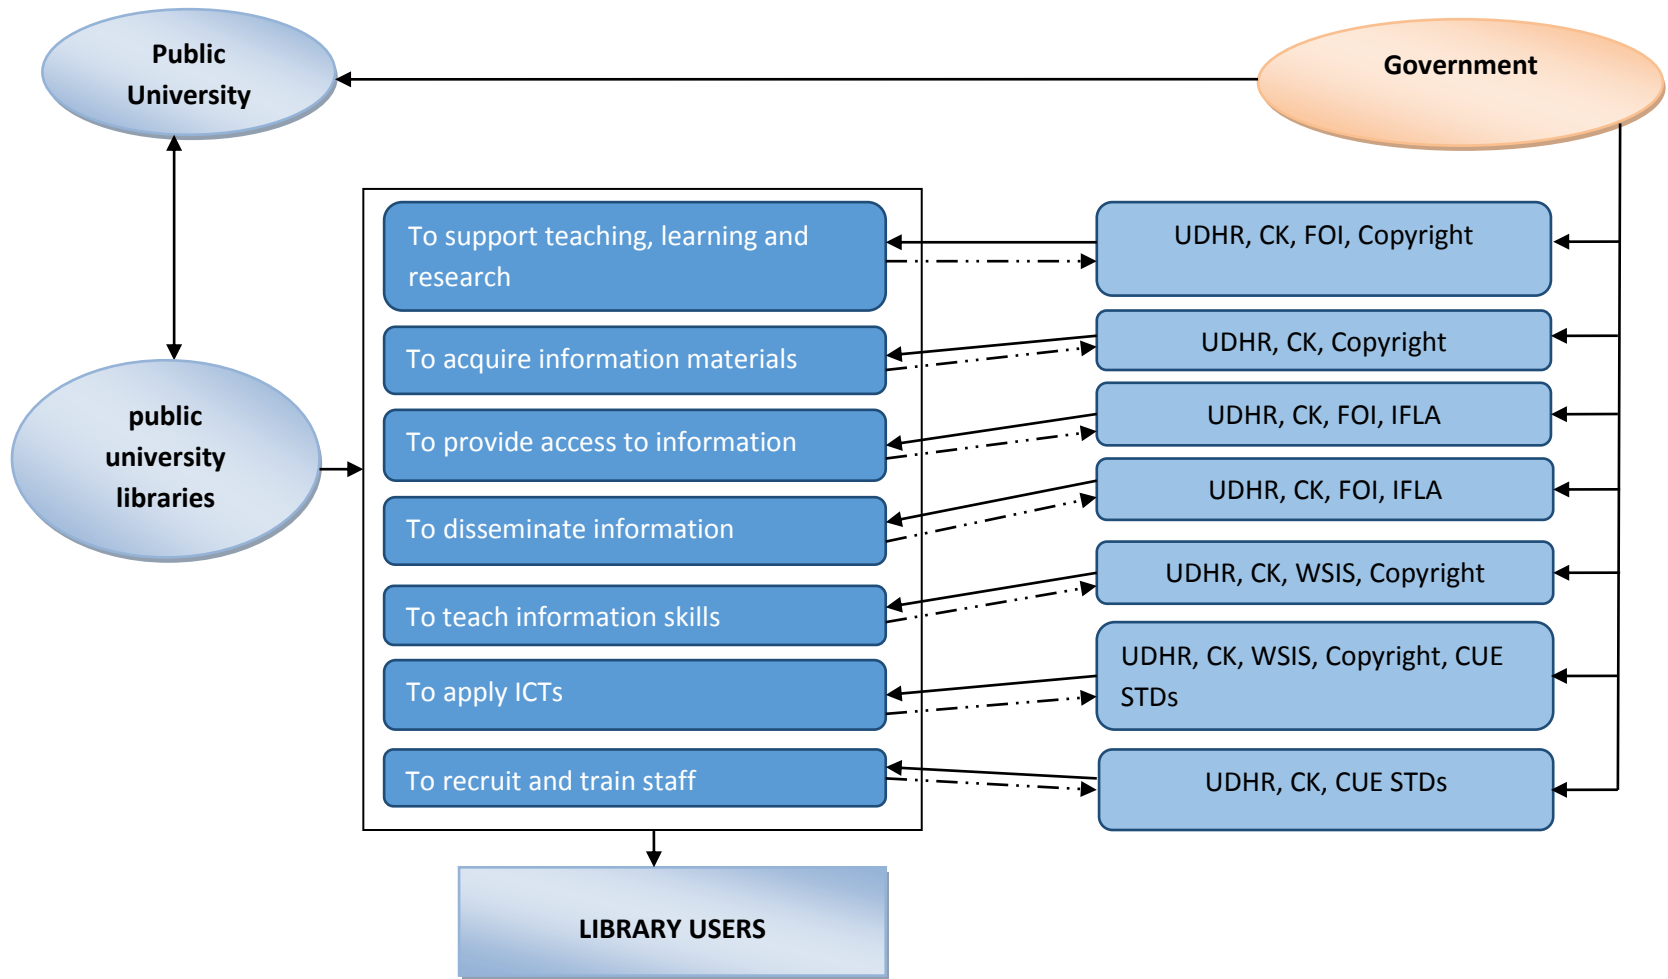 Public
University
Government
To support teaching, learning and
research
UDHR, CK, FOI, Copyright
To acquire information materials
UDHR, CK, Copyright
To provide access to information
UDHR, CK, FOI, IFLA
public
university
libraries
To disseminate information
UDHR, CK, FOI, IFLA
To teach information skills
UDHR, CK, WSIS, Copyright
To apply ICTs
UDHR, CK, WSIS, Copyright, CUE
STDs
To recruit and train staff
UDHR, CK, CUE STDs
LIBRARY USERS